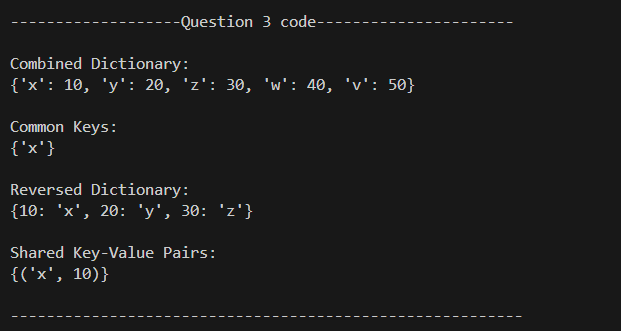 -------------------Question 3 code----------------------
Combined Dictionary:
{'x': 10, 'y': 20, 'z': 30, 'w': 40, 'v': 50}
Common Keys:
{'x'}
Reversed Dictionary:
{10: 'x', 20: 'y', 30: 'z'}
Shared Key-Value Pairs:
{('x', 10)}
---------------------------------------------------------